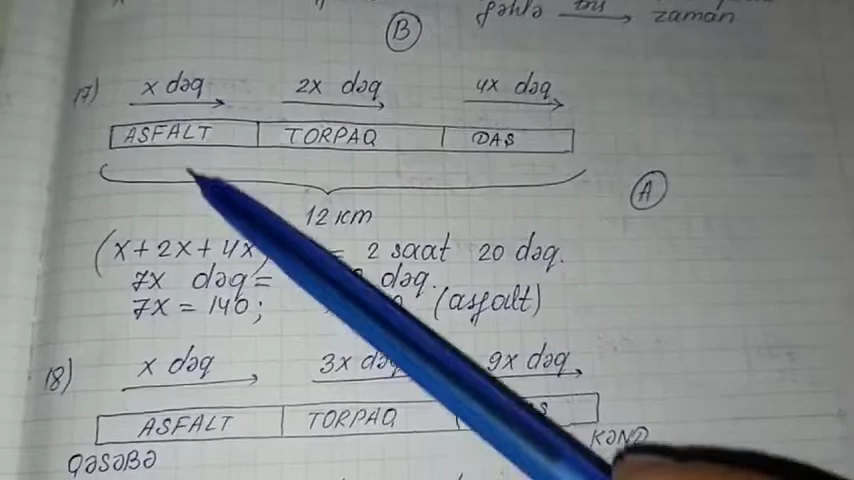 Fəhlə → zaman
B
17) x dəq 2x dəq 4x dəq
ASFALT TORPAQ DAŞ
12 km
A
(x+2x+4x) = 2 saat 20 dəq.
7x dəq = dəq.
7x = 140; (asfalt)
18) x dəq 3x dəq 9x dəq
ASFALT TORPAQ
QƏSƏBƏ KƏND